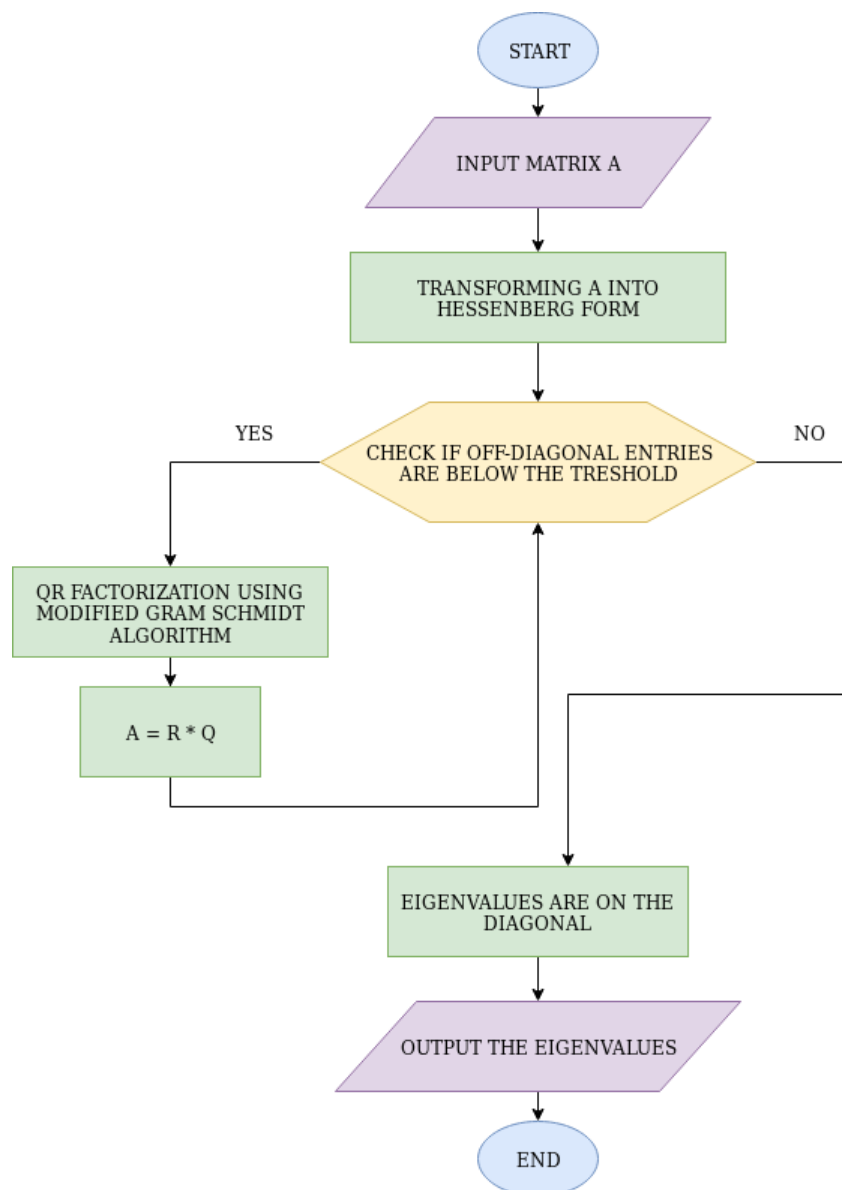 START
INPUT MATRIX A
TRANSFORMING A INTO
HESSENBERG FORM
YES
NO
CHECK IF OFF-DIAGONAL ENTRIES
ARE BELOW THE TRESHOLD
QR FACTORIZATION USING
MODIFIED GRAM SCHMIDT
ALGORITHM
A = R * Q
EIGENVALUES ARE ON THE
DIAGONAL
OUTPUT THE EIGENVALUES
END